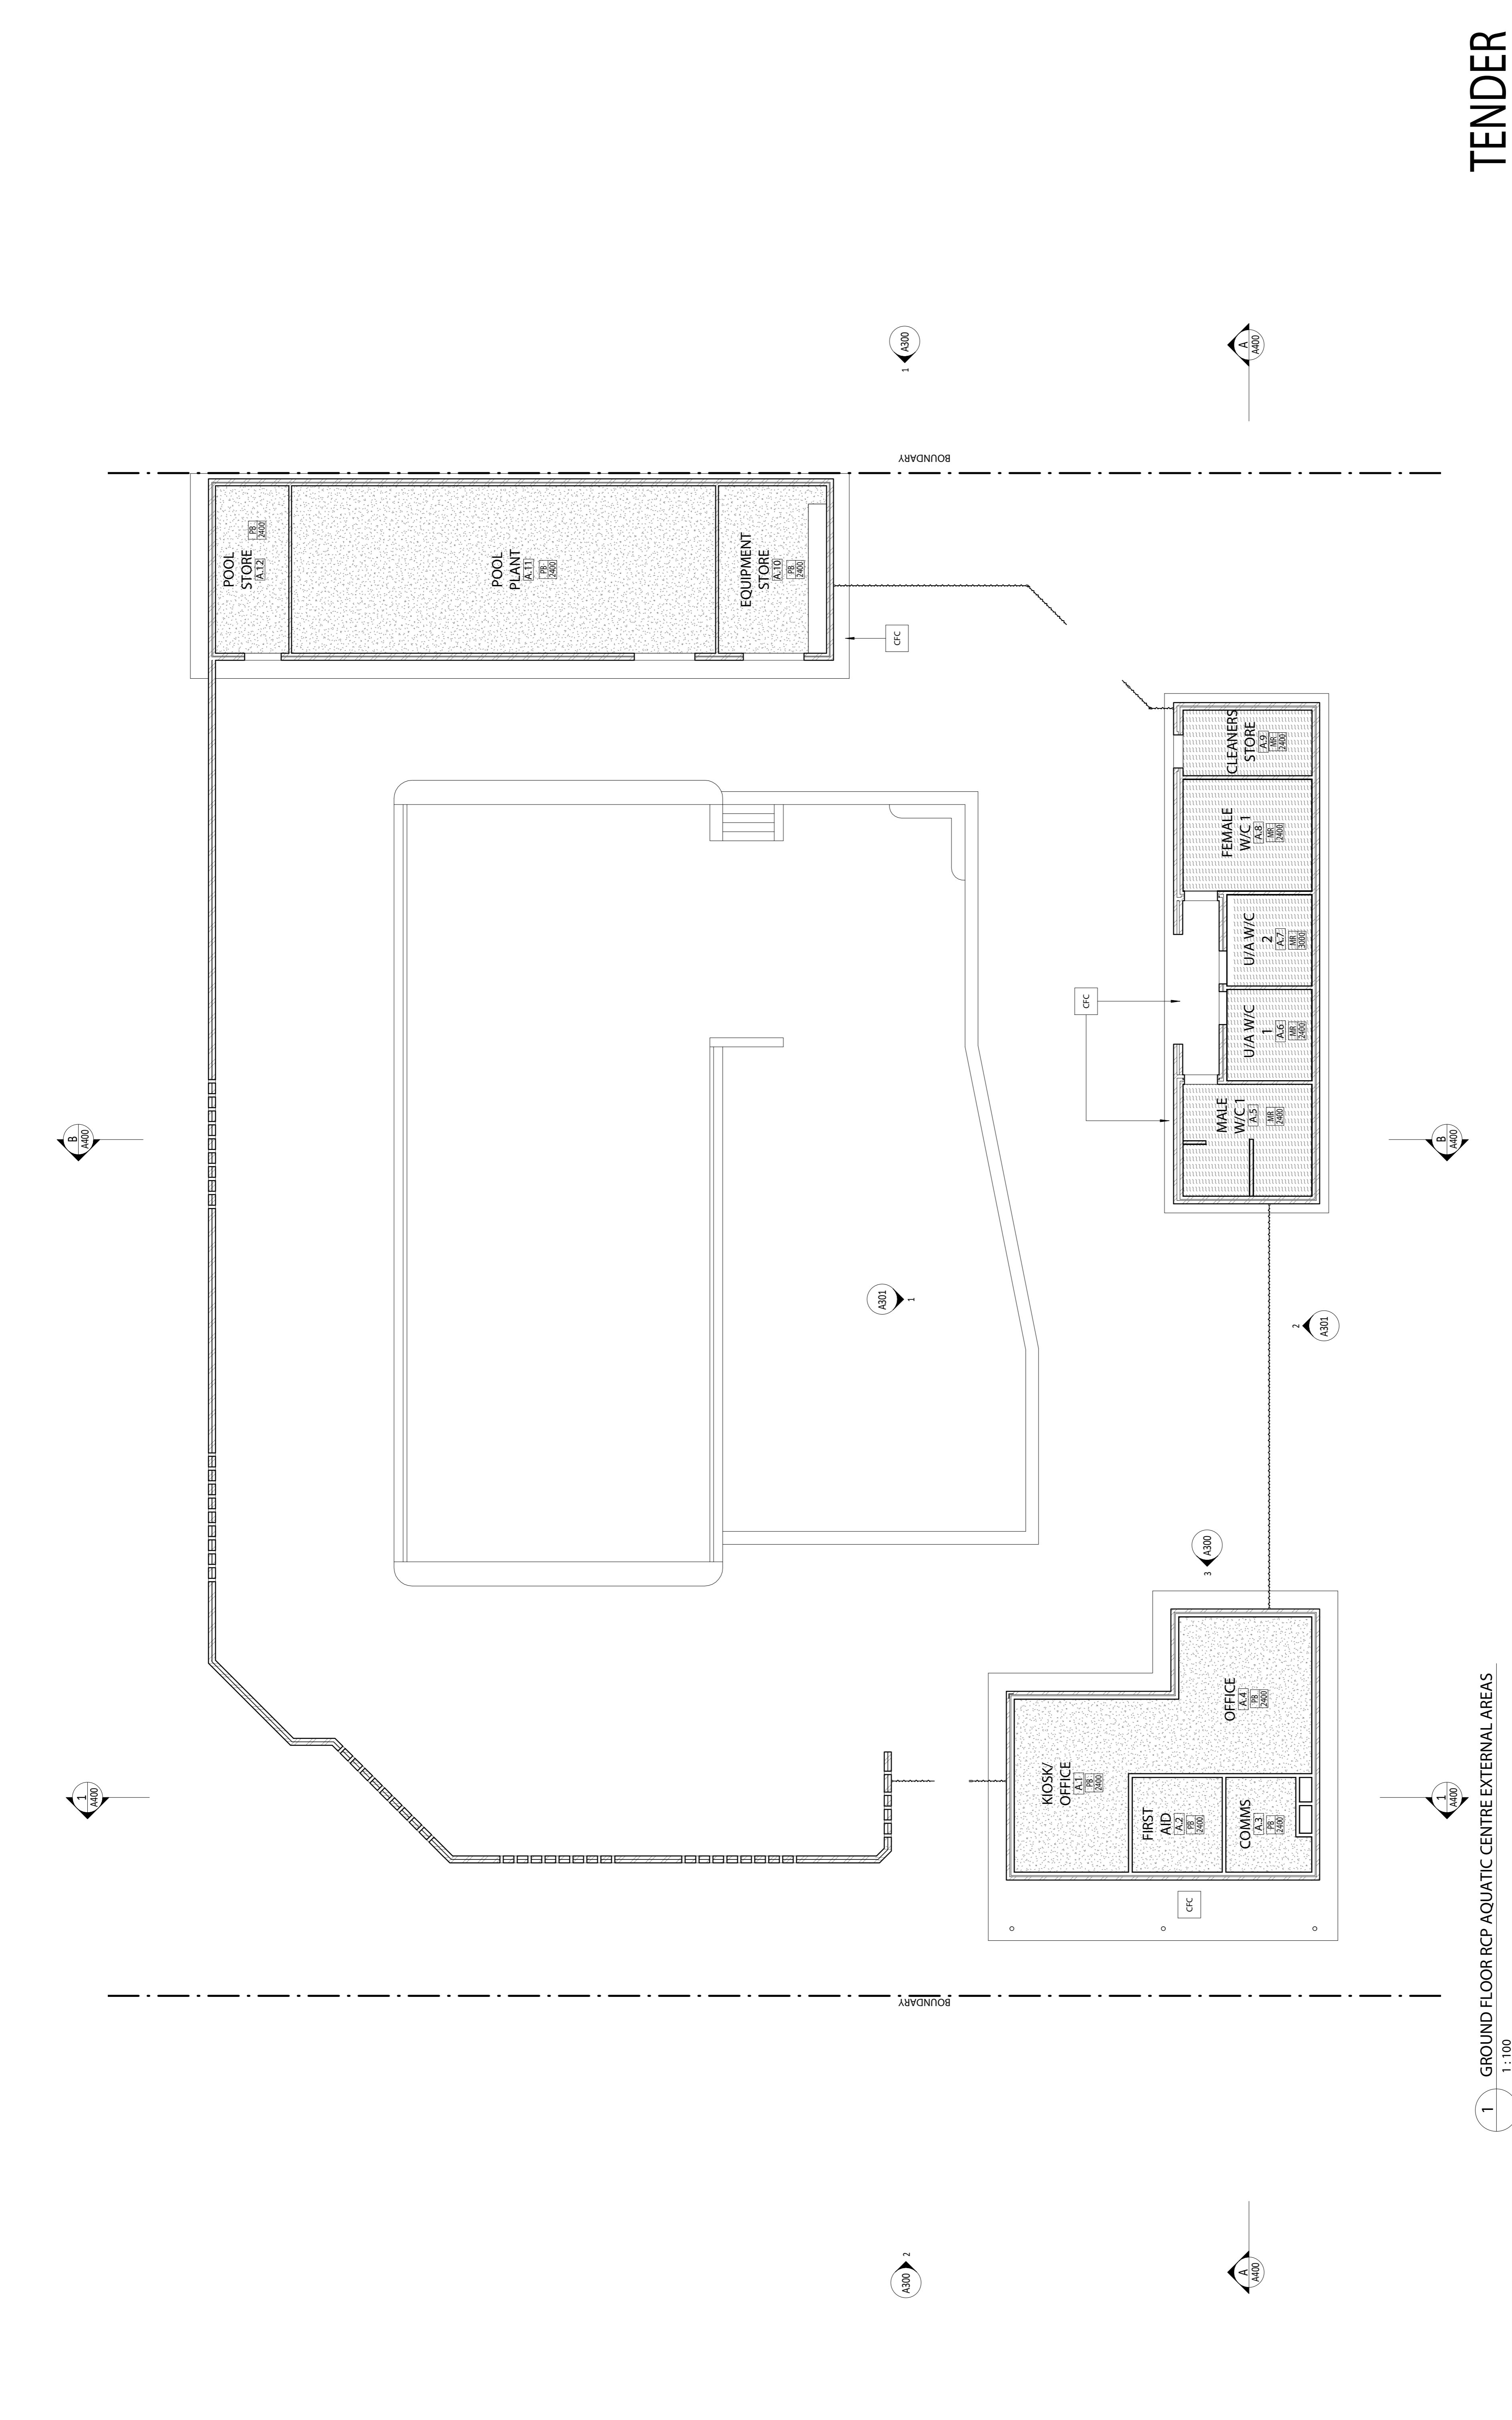 TENDER
1
A300
A
A400
BOUNDARY
POOL
STORE
A.12
PB
2400
POOL
PLANT
A.11
PB
2400
EQUIPMENT
STORE
A.10
PB
2400
CFC
CLEANERS
STORE
A.9
MR
2400
FEMALE
W/C 1
A.8
MR
2400
U/A W/C
2
A.7
MR
3000
U/A W/C
1
A.6
MR
2400
MALE
W/C 1
A.5
MR
2400
CFC
B
A400
B
A400
A301
1
2
A301
3
A300
OFFICE
A.4
PB
2400
KIOSK/
OFFICE
A.1
PB
2400
FIRST
AID
A.2
PB
2400
COMMS
A.3
PB
2400
CFC
1
A400
1
A400
BOUNDARY
2
A300
A
A400
1
GROUND FLOOR RCP AQUATIC CENTRE EXTERNAL AREAS
1 : 100